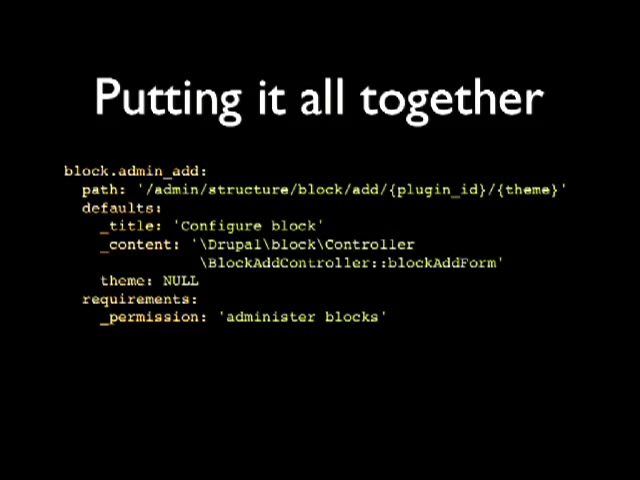 Putting it all together
block.admin_add:
path: '/admin/structure/block/add/{plugin_id}/{theme}'
defaults:
_title: 'Configure block'
_content: '\Drupal\block\Controller
\BlockAddController::blockAddForm'
theme: NULL
requirements:
_permission: 'administer blocks'